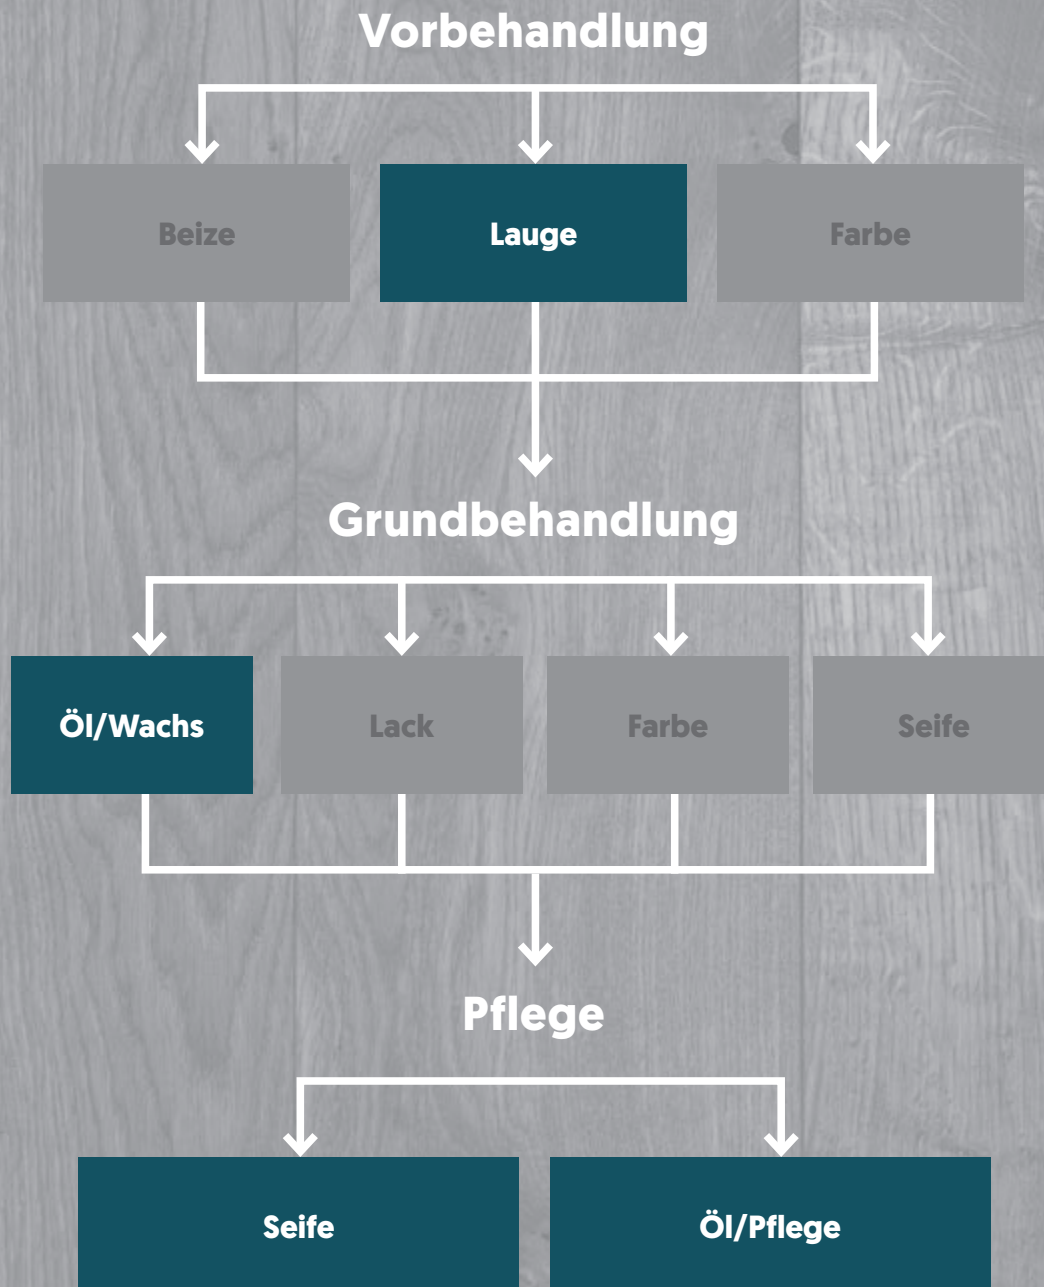 Vorbehandlung
Beize
Lauge
Farbe
Grundbehandlung
Öl/Wachs
Lack
Farbe
Seife
Pflege
Seife
Öl/Pflege